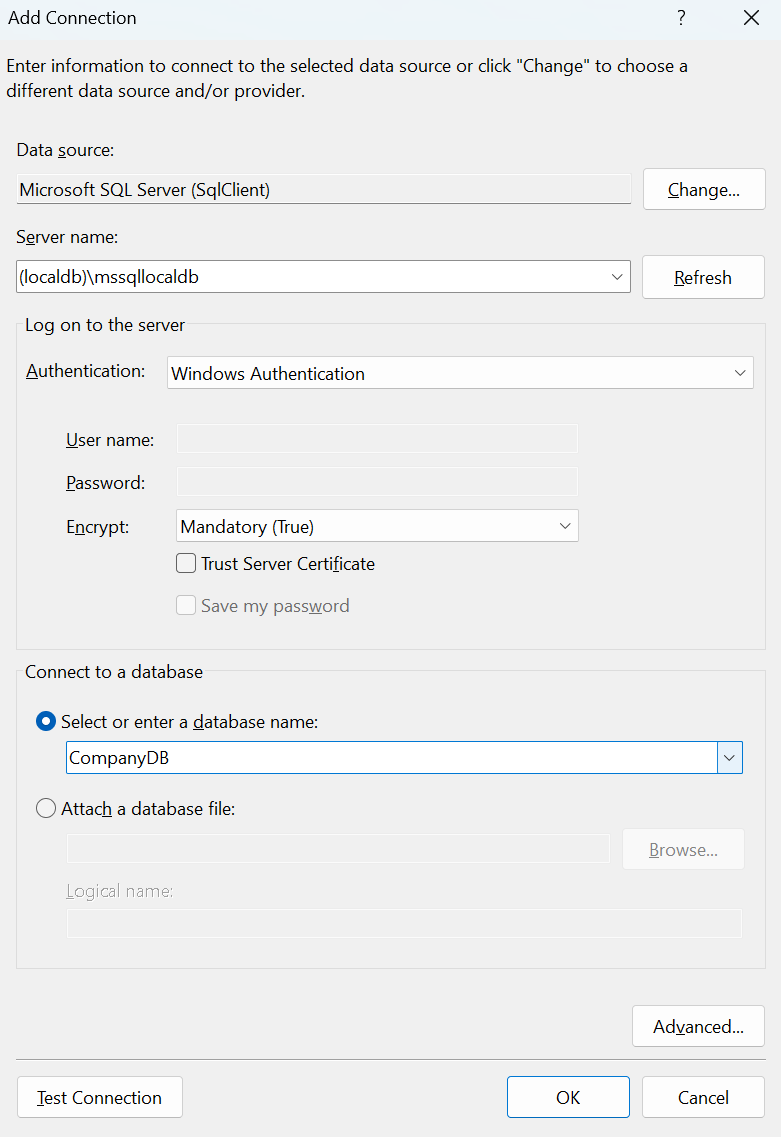 Add Connection ?
Enter information to connect to the selected data source or click "Change" to choose a
different data source and/or provider.
Data source:
Microsoft SQL Server (SqlClient) Change...
Server name:
(localdb)\mssqllocaldb Refresh
Log on to the server
Authentication: Windows Authentication
User name:
Password:
Encrypt: Mandatory (True)
Trust Server Certificate
Save my password
Connect to a database
Select or enter a database name:
CompanyDB
Attach a database file:
Browse...
Logical name:
Advanced...
Test Connection OK Cancel